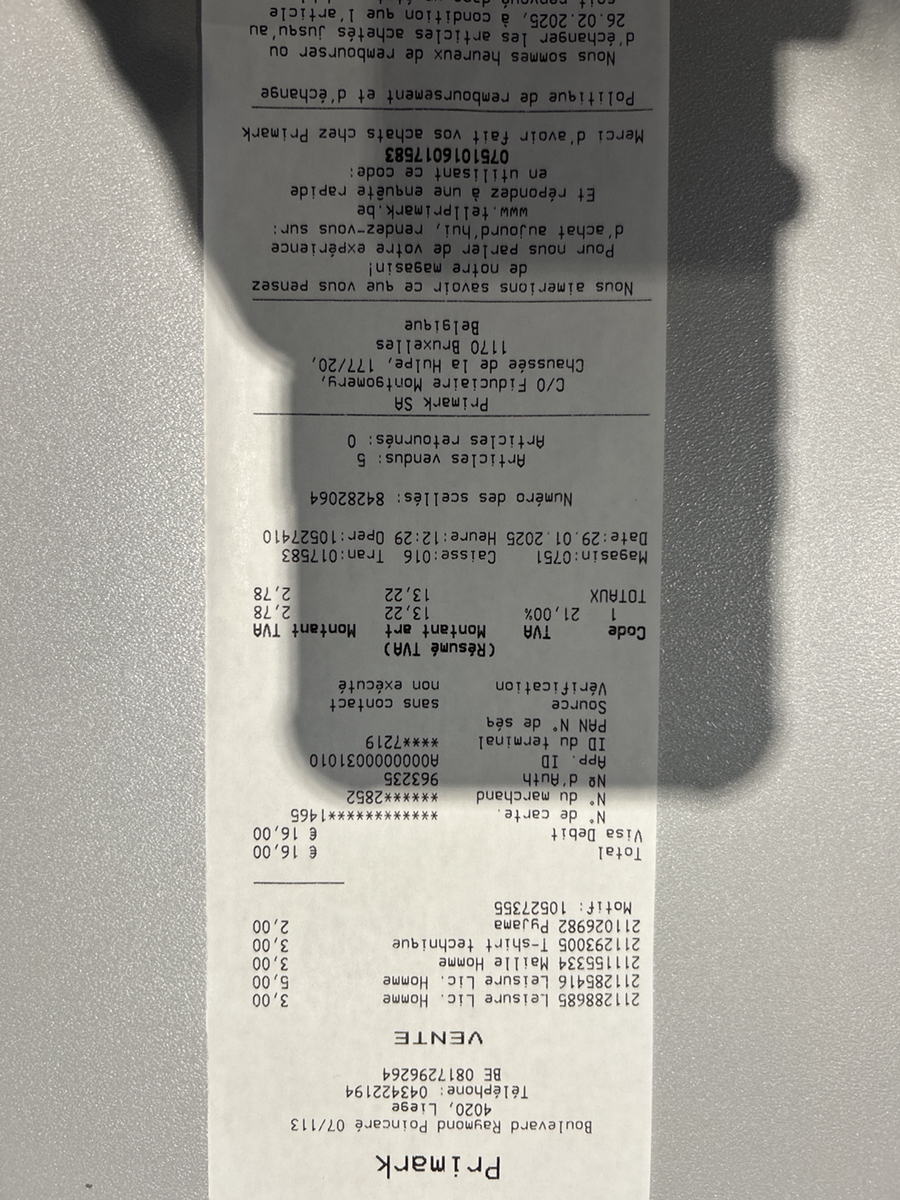 Primark
Boulevard Raymond Poincaré 07/113
4020, Liege
Téléphone: 043422194
BE 0817296264
VENTE
211288685 Leisure Lic. Homme 3,00
211285416 Leisure Lic. Homme 5,00
211155334 Maille Homme 3,00
211293005 T-shirt technique 3,00
211026982 Pyjama 2,00
Motif: 10527355
Total € 16,00
Visa Debit € 16,00
N° de carte. ************1465
N° du marchand ******2852
Nº d'Auth 963235
App. ID A0000000031010
ID du terminal ****7219
PAN N° de séq
Source sans contact
Vérification non exécuté
(Résumé TVA)
Code TVA Montant art Montant TVA
1 21,00% 13,22 2,78
TOTAUX 13,22 2,78
Magasin:0751 Caisse:016 Tran:017583
Date:29.01.2025 Heure:12:29 Oper:10527410
Numéro des scellés: 84282064
Articles vendus: 5
Articles retournés: 0
Primark SA
C/O Fiduciaire Montgomery,
Chaussée de la Hulpe, 177/20,
1170 Bruxelles
Belgique
Nous aimerions savoir ce que vous pensez
de notre magasin!
Pour nous parler de votre expérience
d'achat aujourd'hui, rendez-vous sur:
www.tellprimark.be
Et répondez à une enquête rapide
en utilisant ce code:
0751016017583
Merci d'avoir fait vos achats chez Primark
Politique de remboursement et d'échange
Nous sommes heureux de rembourser ou
d'échanger les articles achetés jusqu'au
26.02.2025, à condition que l'article